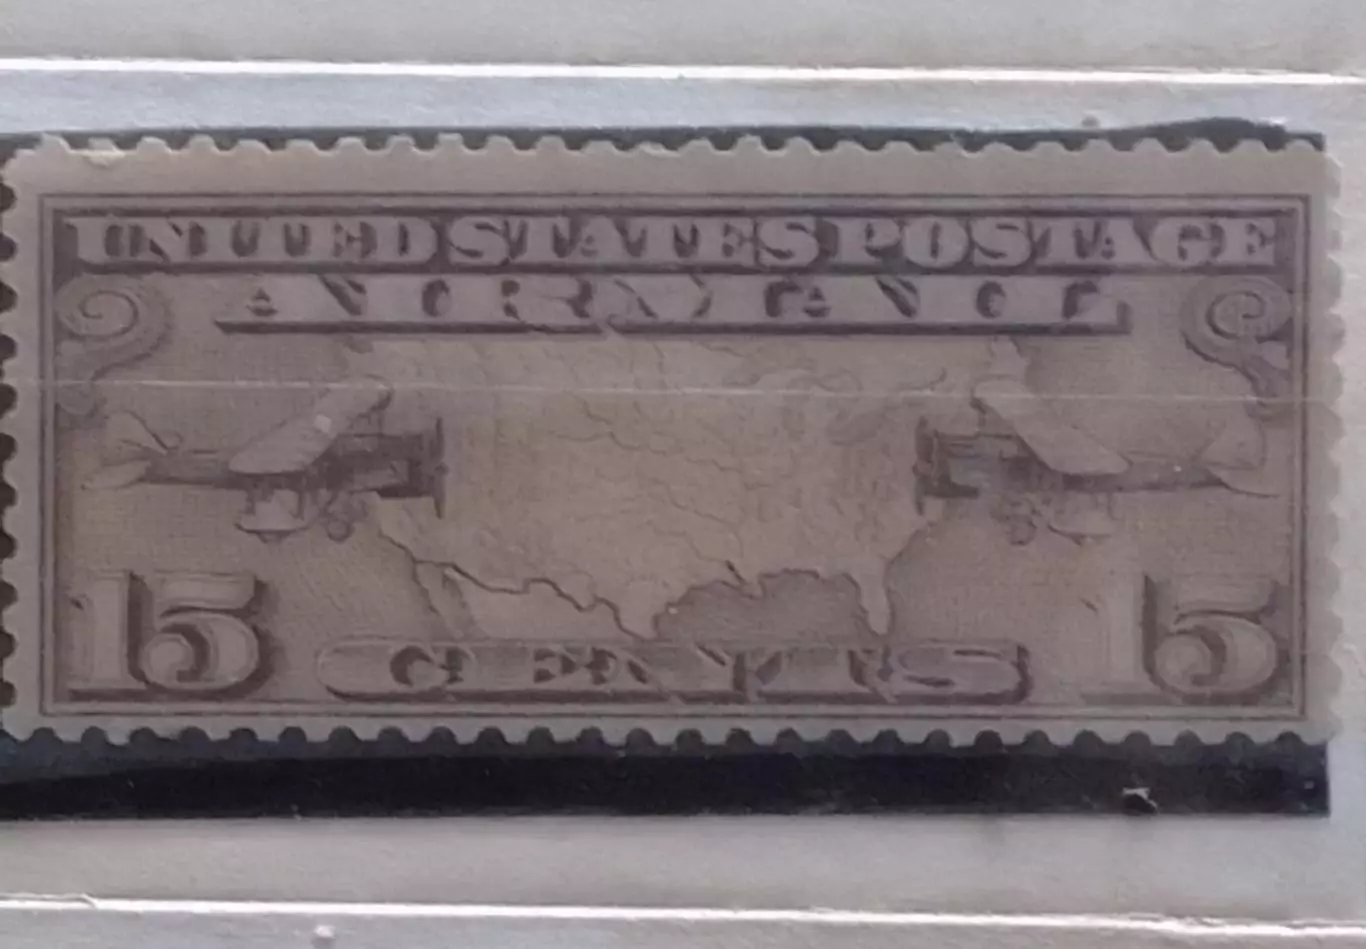 UNITED STATES POSTAGE
AIR MAIL
15 CENTS 15